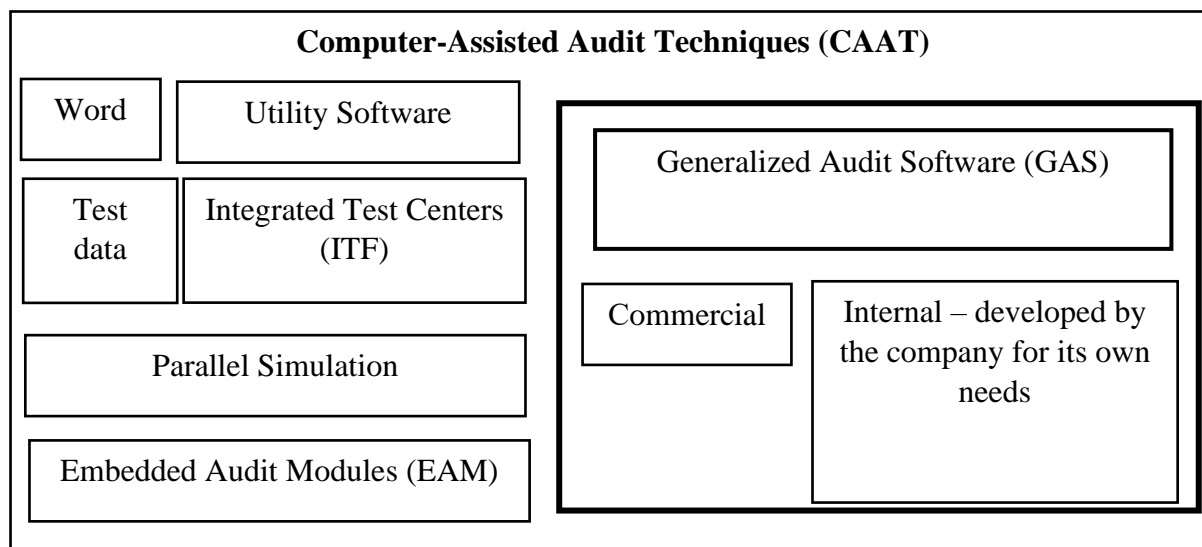 Computer-Assisted Audit Techniques (CAAT)
Word
Utility Software
Test
data
Integrated Test Centers
(ITF)
Parallel Simulation
Embedded Audit Modules (EAM)
Generalized Audit Software (GAS)
Commercial
Internal – developed by
the company for its own
needs